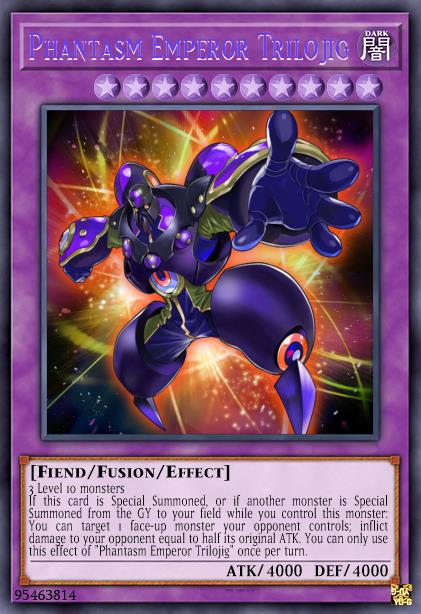 PHANTASM EMPEROR TRILOJIG
DARK
闇
[FIEND/FUSION/EFFECT]
3 Level 10 monsters
If this card is Special Summoned, or if another monster is Special
Summoned from the GY to your field while you control this monster:
You can target 1 face-up monster your opponent controls; inflict
damage to your opponent equal to half its original ATK. You can only use
this effect of "Phantasm Emperor Trilojig" once per turn.
ATK/4000 DEF/4000
95463814